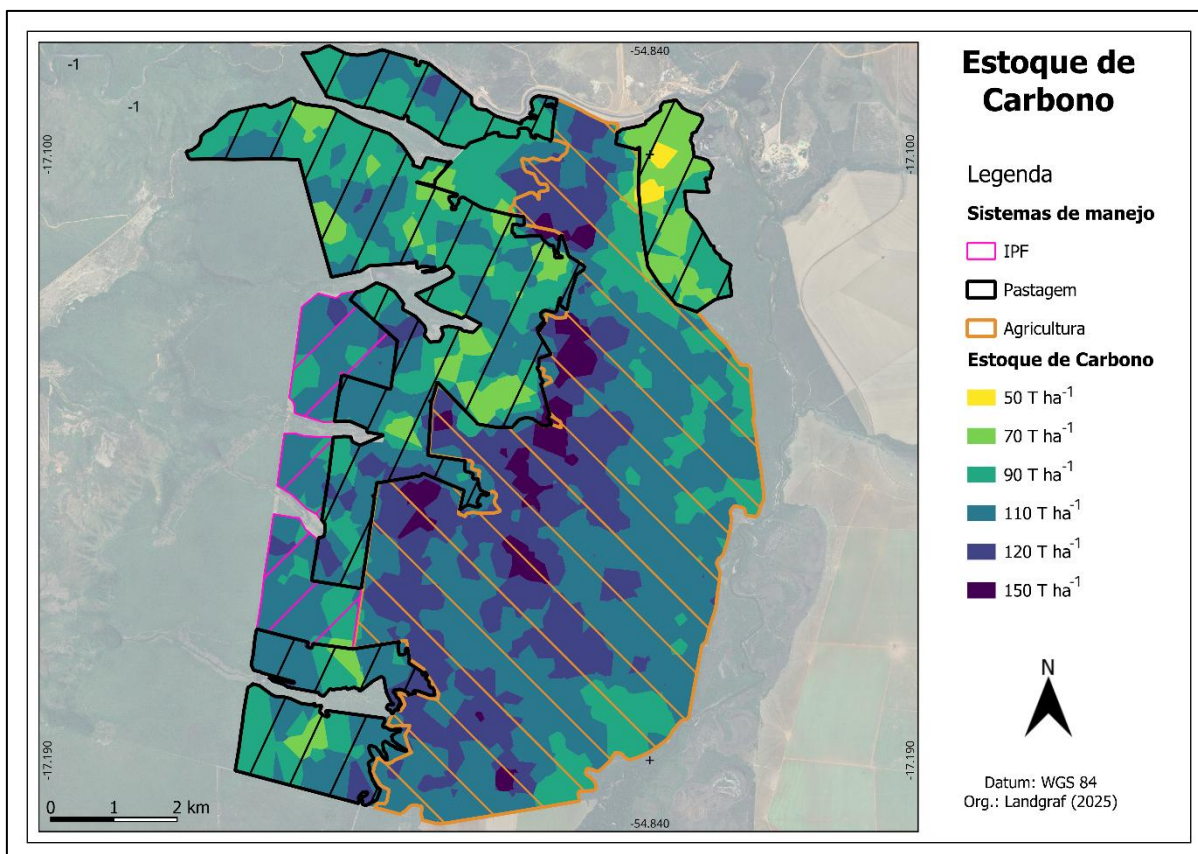 -1
-1
-54.840
-17.100
-17.100
-17.190
-17.190
-54.840
0 1 2 km
Estoque de
Carbono
Legenda
Sistemas de manejo
IPF
Pastagem
Agricultura
Estoque de Carbono
50 T ha⁻¹
70 T ha⁻¹
90 T ha⁻¹
110 T ha⁻¹
120 T ha⁻¹
150 T ha⁻¹
N
Datum: WGS 84
Org.: Landgraf (2025)